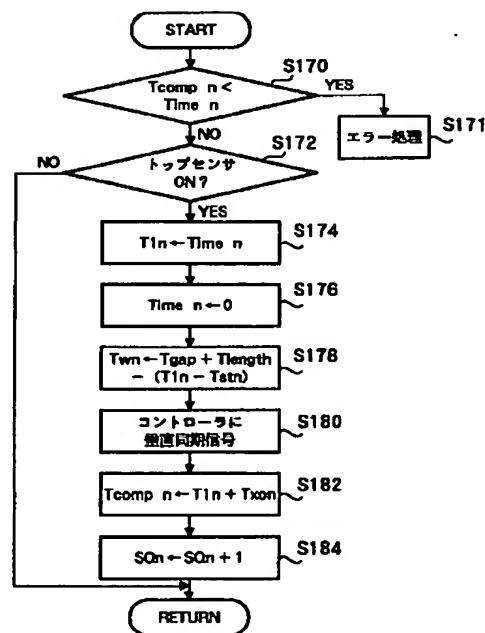 START
S170
Tcomp n <
Time n
YES
S171
エラー処理
NO
S172
トップセンサ
ON?
NO
YES
S174
T1n←Time n
S176
Time n←0
S178
Twn←Tgap + Tlength
- (T1n - Tstn)
S180
コントローラに
垂直同期信号
S182
Tcomp n←T1n + Txon
S184
SQn←SQn + 1
RETURN